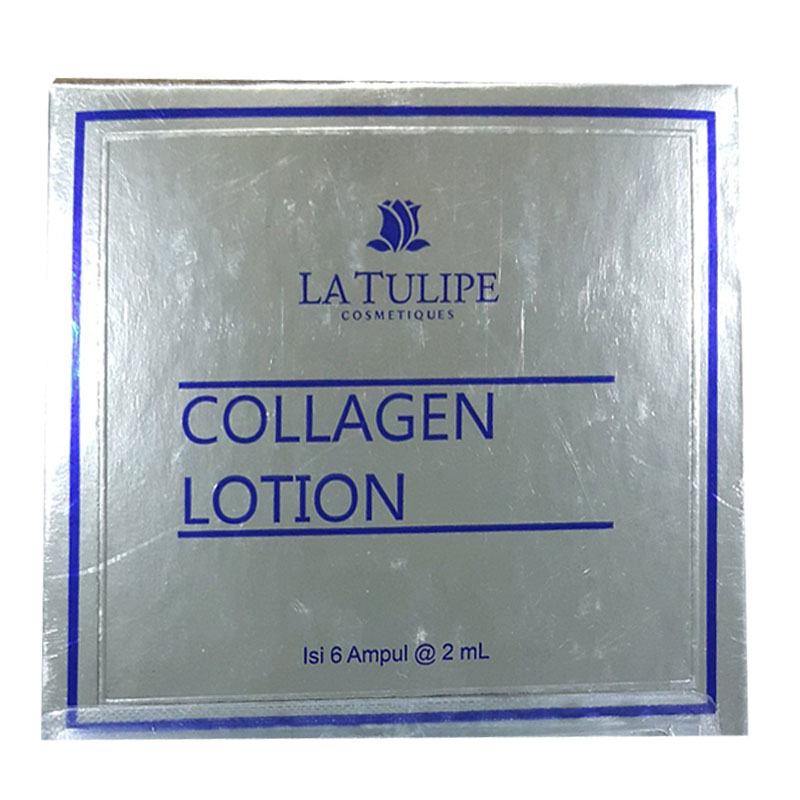 LA TULIPE
COSMETIQUES
COLLAGEN
LOTION
Isi 6 Ampul @ 2 mL